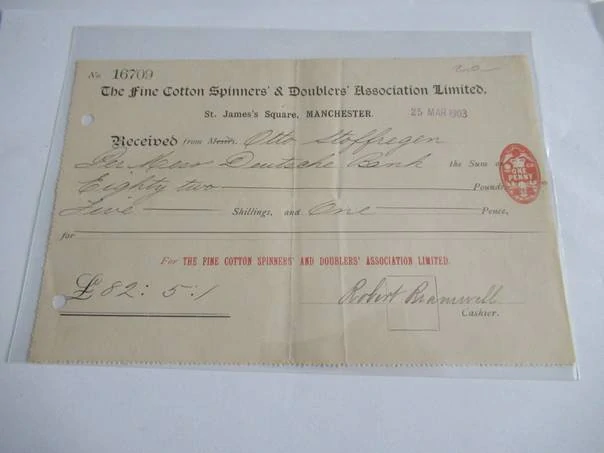 No. 16709
The Fine Cotton Spinners' & Doublers' Association Limited.
St. James's Square, MANCHESTER.
25 MAR 1903
Received from Messrs. Otto Stoffregen
Per Messrs Deutsche Bank the Sum of
Eighty two Pounds
Five Shillings, and One Pence,
for
For THE FINE COTTON SPINNERS' AND DOUBLERS' ASSOCIATION LIMITED.
£82: 5: 1
Robert Bramwell
Cashier.
ONE
PENNY